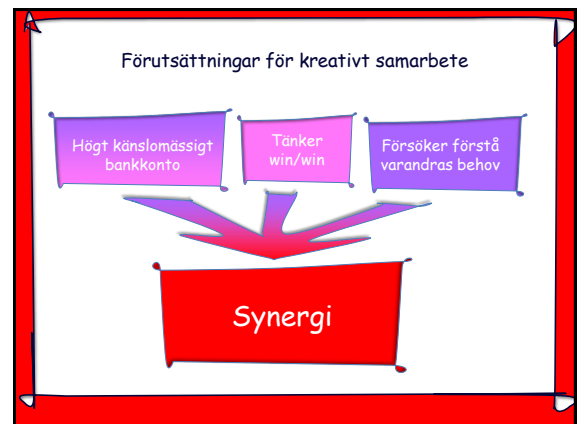 Förutsättningar för kreativt samarbete
Högt känslomässigt
bankkonto
Tänker
win/win
Försöker förstå
varandras behov
Synergi